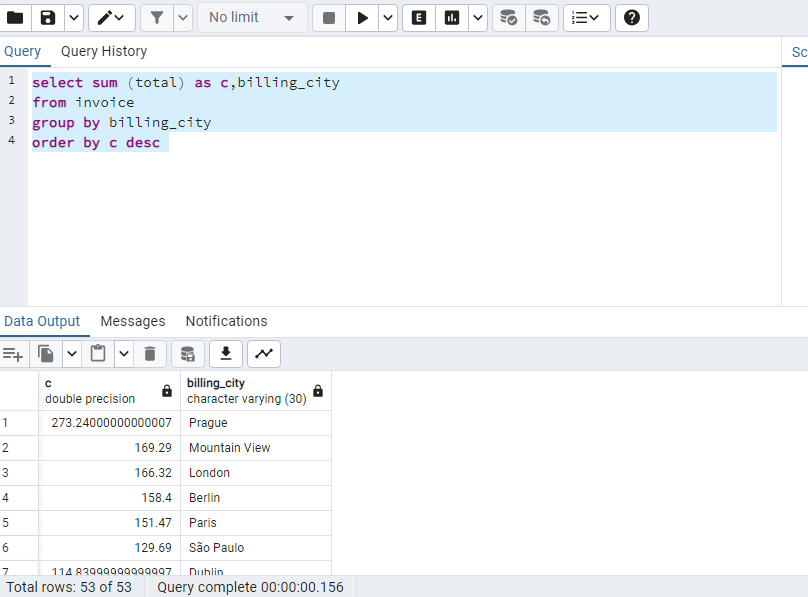 No limit
E
Query Query History
Sc
1 select sum (total) as c,billing_city
2 from invoice
3 group by billing_city
4 order by c desc
Data Output Messages Notifications
c billing_city
double precision character varying (30)
1 273.24000000000007 Prague
2 169.29 Mountain View
3 166.32 London
4 158.4 Berlin
5 151.47 Paris
6 129.69 São Paulo
7 114.83999999999997 Dublin
Total rows: 53 of 53 Query complete 00:00:00.156